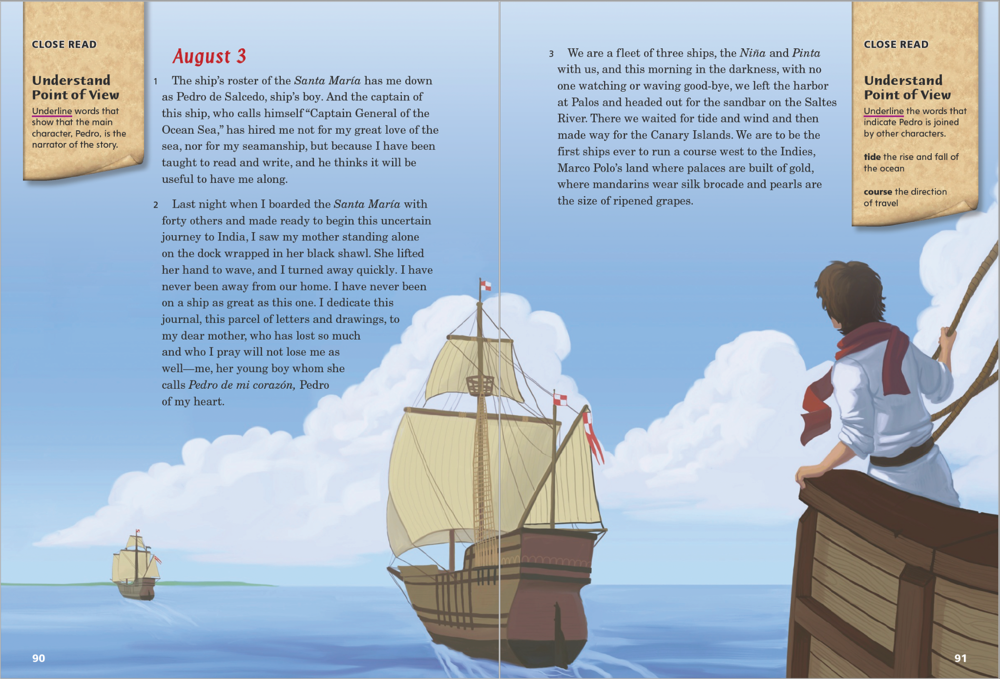 CLOSE READ
Understand
Point of View
Underline words that
show that the main
character, Pedro, is the
narrator of the story.
August 3
1 The ship's roster of the Santa María has me down
as Pedro de Salcedo, ship's boy. And the captain of
this ship, who calls himself “Captain General of the
Ocean Sea,” has hired me not for my great love of the
sea, nor for my seamanship, but because I have been
taught to read and write, and he thinks it will be
useful to have me along.
2 Last night when I boarded the Santa María with
forty others and made ready to begin this uncertain
journey to India, I saw my mother standing alone
on the dock wrapped in her black shawl. She lifted
her hand to wave, and I turned away quickly. I have
never been away from our home. I have never been
on a ship as great as this one. I dedicate this
journal, this parcel of letters and drawings, to
my dear mother, who has lost so much
and who I pray will not lose me as
well—me, her young boy whom she
calls Pedro de mi corazón, Pedro
of my heart.
90
3 We are a fleet of three ships, the Niña and Pinta
with us, and this morning in the darkness, with no
one watching or waving good-bye, we left the harbor
at Palos and headed out for the sandbar on the Saltes
River. There we waited for tide and wind and then
made way for the Canary Islands. We are to be the
first ships ever to run a course west to the Indies,
Marco Polo's land where palaces are built of gold,
where mandarins wear silk brocade and pearls are
the size of ripened grapes.
CLOSE READ
Understand
Point of View
Underline the words that
indicate Pedro is joined
by other characters.
tide the rise and fall of
the ocean
course the direction
of travel
91